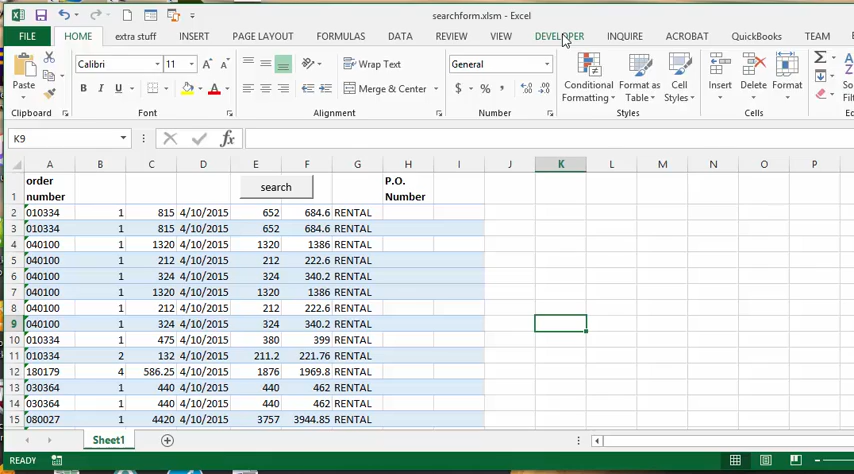 searchform.xlsm - Excel
FILE HOME extra stuff INSERT PAGE LAYOUT FORMULAS DATA REVIEW VIEW DEVELOPER INQUIRE ACROBAT QuickBooks TEAM
Paste
Clipboard
Calibri 11
B I U
Font
Wrap Text
Merge & Center
Alignment
General
$ % ,
Number
Conditional Formatting
Format as Table
Cell Styles
Styles
Insert
Delete
Format
Cells
K9
fx
A B C D E F G H I J K L M N O P
1 order number search P.O. Number
2 010334 1 815 4/10/2015 652 684.6 RENTAL
3 010334 1 815 4/10/2015 652 684.6 RENTAL
4 040100 1 1320 4/10/2015 1320 1386 RENTAL
5 040100 1 212 4/10/2015 212 222.6 RENTAL
6 040100 1 324 4/10/2015 324 340.2 RENTAL
7 040100 1 1320 4/10/2015 1320 1386 RENTAL
8 040100 1 212 4/10/2015 212 222.6 RENTAL
9 040100 1 324 4/10/2015 324 340.2 RENTAL
10 010334 1 475 4/10/2015 380 399 RENTAL
11 010334 2 132 4/10/2015 211.2 221.76 RENTAL
12 180179 4 586.25 4/10/2015 1876 1969.8 RENTAL
13 030364 1 440 4/10/2015 440 462 RENTAL
14 030364 1 440 4/10/2015 440 462 RENTAL
15 080027 1 4420 4/10/2015 3757 3944.85 RENTAL
Sheet1
READY